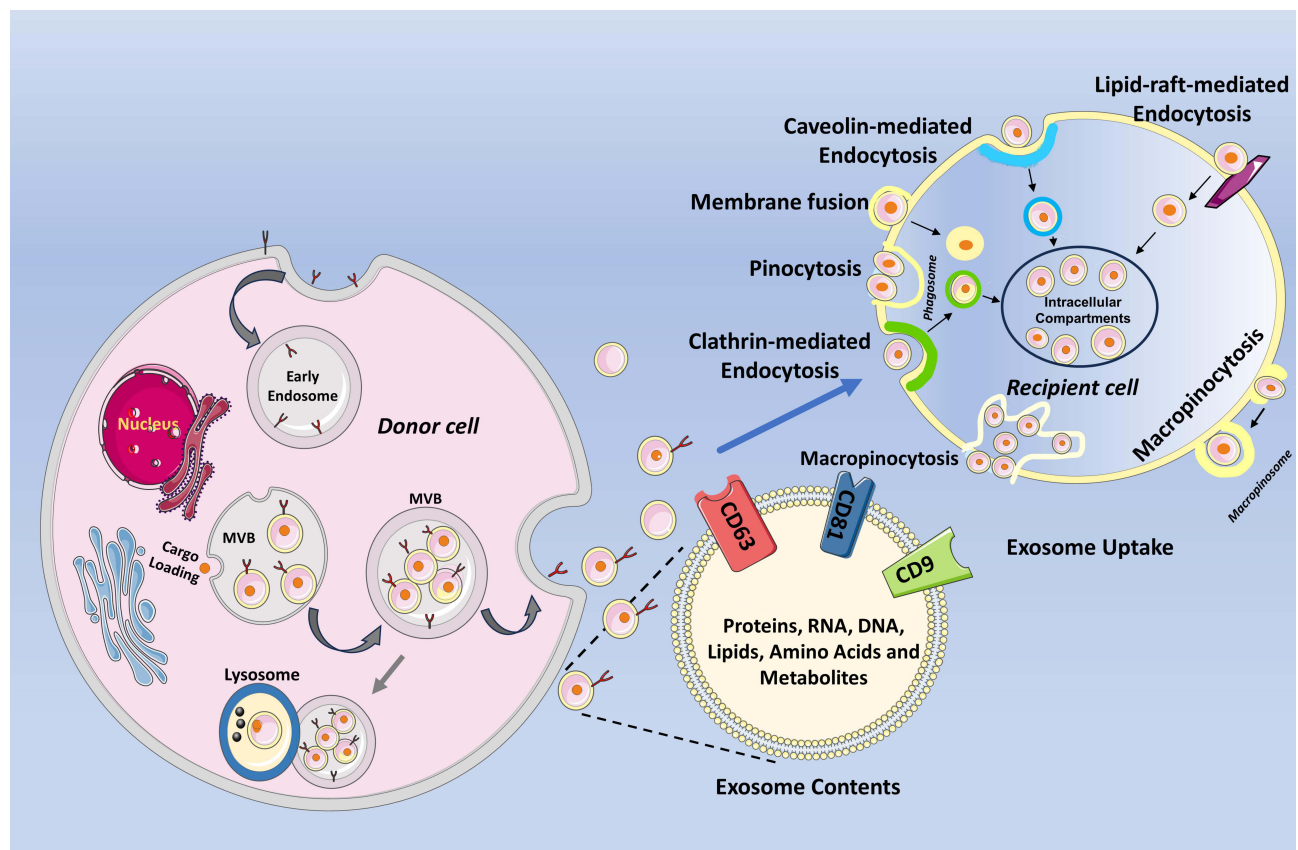 Lipid-raft-mediated
Endocytosis
Caveolin-mediated
Endocytosis
Membrane fusion
Pinocytosis
Phagosome
Clathrin-mediated
Endocytosis
Intracellular
Compartments
Recipient cell
Macropinocytosis
Macropinosome
Macropinocytosis
Exosome Uptake
Early
Endosome
Nucleus
Donor cell
MVB
MVB
Cargo
Loading
Lysosome
CD63
CD81
CD9
Proteins, RNA, DNA,
Lipids, Amino Acids and
Metabolites
Exosome Contents